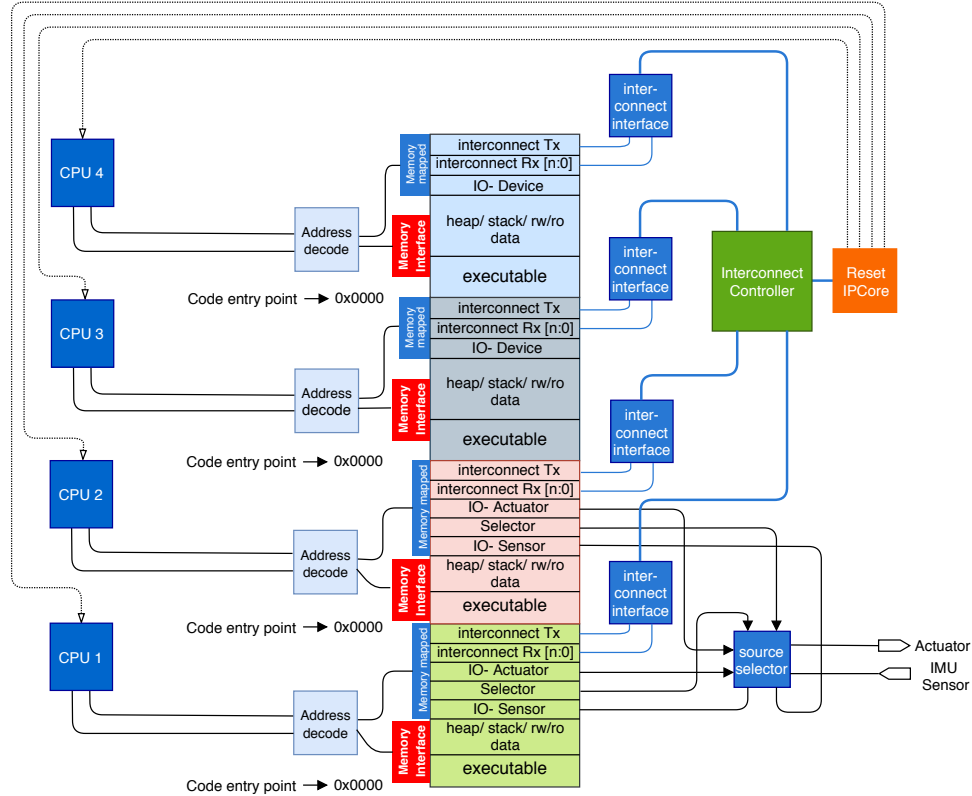 inter-
connect
interface
CPU 4
Memory
mapped
interconnect Tx
interconnect Rx [n:0]
IO- Device
Address
decode
Memory
Interface
heap/ stack/ rw/ro
data
executable
Code entry point
0x0000
inter-
connect
interface
Interconnect
Controller
Reset
IPCore
CPU 3
Memory
mapped
interconnect Tx
interconnect Rx [n:0]
IO- Device
Address
decode
Memory
Interface
heap/ stack/ rw/ro
data
executable
Code entry point
0x0000
inter-
connect
interface
CPU 2
Memory mapped
interconnect Tx
interconnect Rx [n:0]
IO- Actuator
Selector
IO- Sensor
Address
decode
Memory
Interface
heap/ stack/ rw/ro
data
executable
Code entry point
0x0000
inter-
connect
interface
CPU 1
Memory mapped
interconnect Tx
interconnect Rx [n:0]
IO- Actuator
Selector
IO- Sensor
source
selector
Actuator
IMU
Sensor
Address
decode
Memory
Interface
heap/ stack/ rw/ro
data
executable
Code entry point
0x0000